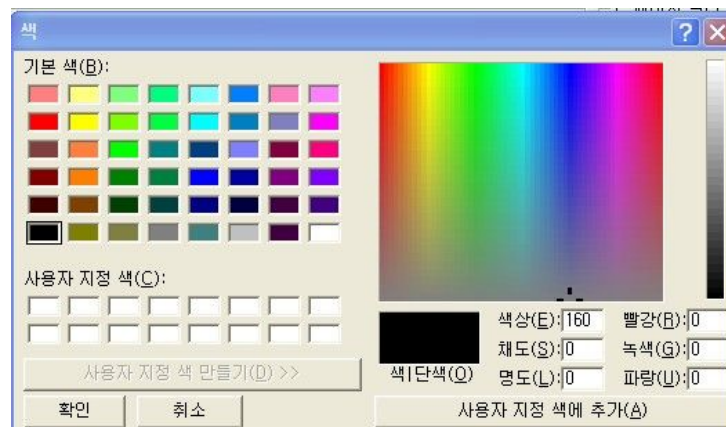 색
기본 색(B):
사용자 지정 색(C):
사용자 지정 색 만들기(D) >>
확인
취소
색|단색(O)
색상(E): 160
빨강(R): 0
채도(S): 0
녹색(G): 0
명도(L): 0
파랑(U): 0
사용자 지정 색에 추가(A)